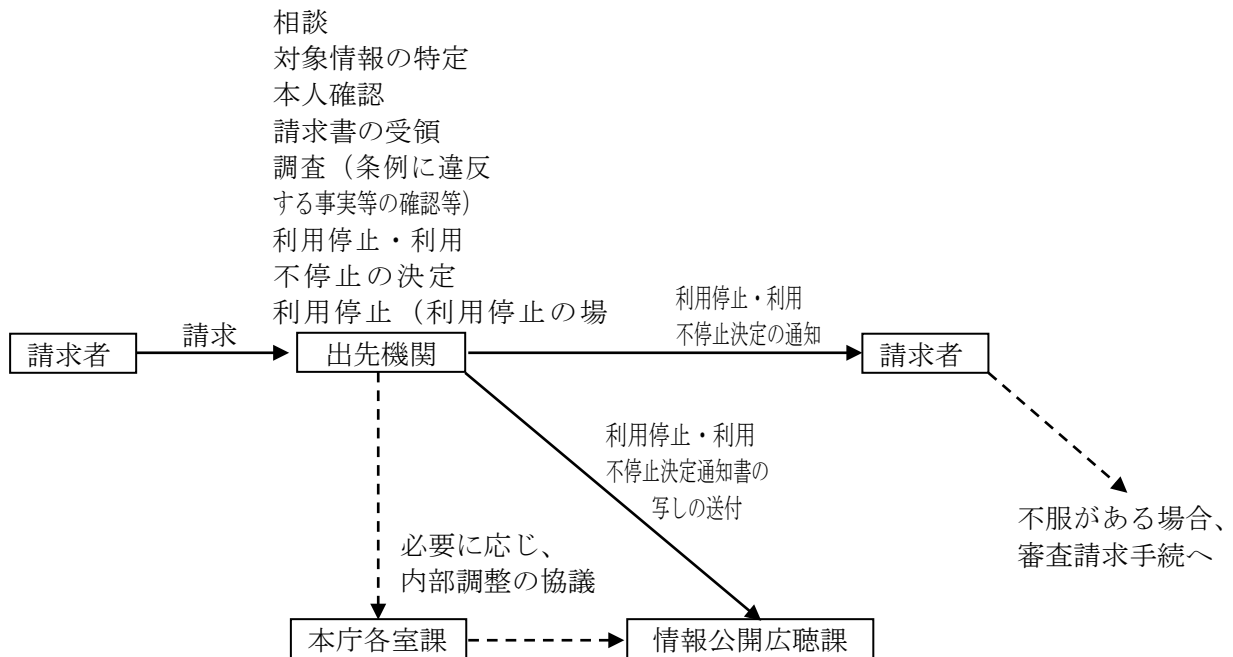 相談
対象情報の特定
本人確認
請求書の受領
調査（条例に違反
する事実等の確認等）
利用停止・利用
不停止の決定
利用停止（利用停止の場
請求者
請求
出先機関
利用停止・利用
不停止決定の通知
請求者
利用停止・利用
不停止決定通知書の
写しの送付
不服がある場合、
審査請求手続へ
必要に応じ、
内部調整の協議
本庁各室課
情報公開広聴課